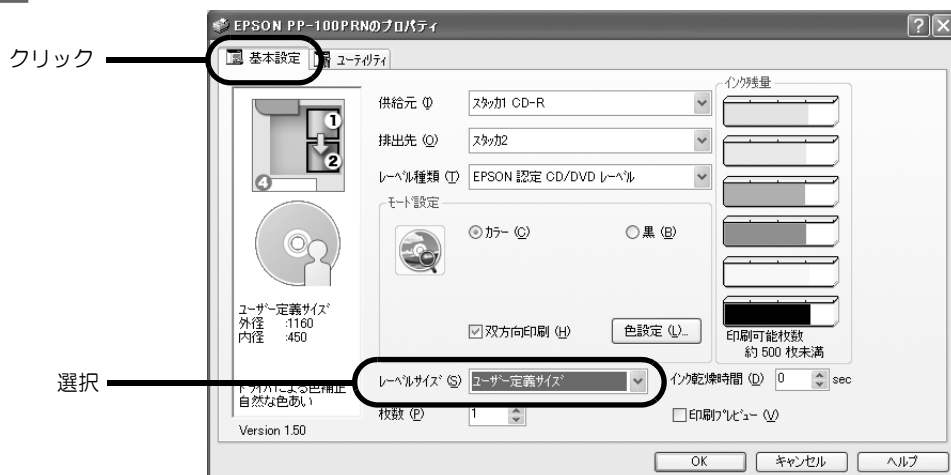 EPSON PP-100PRNのプロパティ
クリック
基本設定
ユーティリティ
1
2
4
供給元 (I)
スタッカ1 CD-R
排出先 (O)
スタッカ2
レーベル種類 (T)
EPSON 認定 CD/DVD レーベル
モード設定
カラー (C)
黒 (B)
双方向印刷 (H)
色設定 (L)...
インク残量
印刷可能枚数
約 500 枚未満
ユーザー定義サイズ
外径 :1160
内径 :450
選択
レーベルサイズ (S)
ユーザー定義サイズ
インク乾燥時間 (D)
0
sec
ドライバによる色補正
自然な色あい
枚数 (P)
1
印刷プレビュー (V)
Version 1.50
OK
キャンセル
ヘルプ